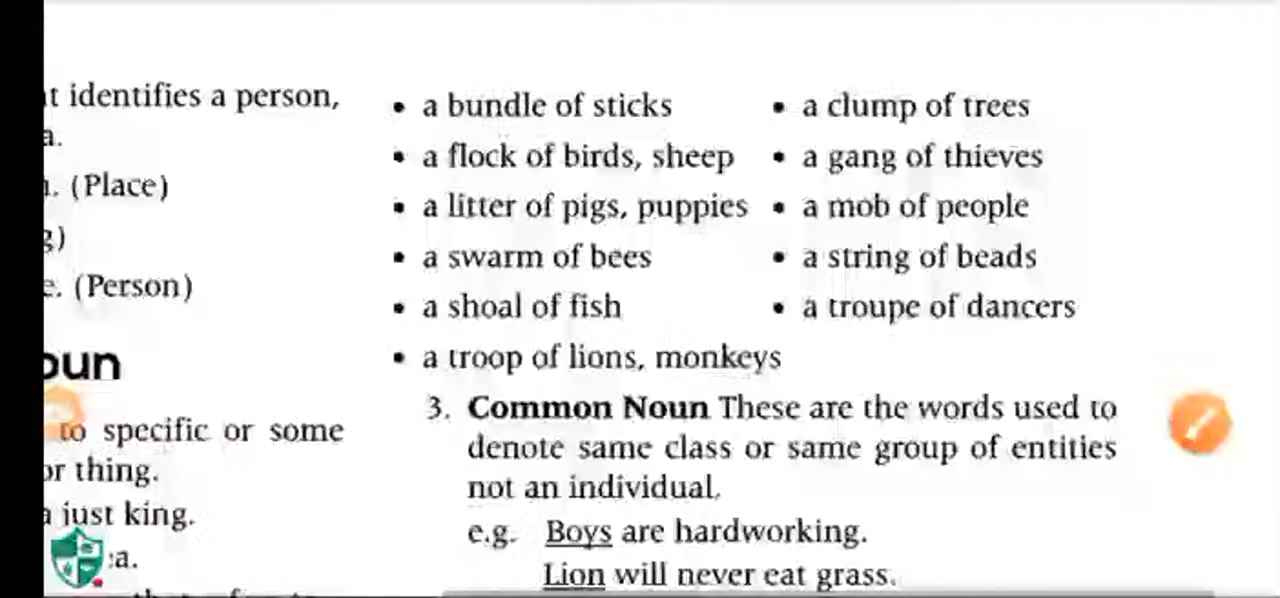 identifies a person,
(Place)
(Person)
to specific or some
thing.
just king.
• a bundle of sticks
• a flock of birds, sheep
• a litter of pigs, puppies
• a swarm of bees
• a shoal of fish
• a troop of lions, monkeys
• a clump of trees
• a gang of thieves
• a mob of people
• a string of beads
• a troupe of dancers
3. Common Noun These are the words used to
denote same class or same group of entities
not an individual.
e.g. Boys are hardworking.
Lion will never eat grass.